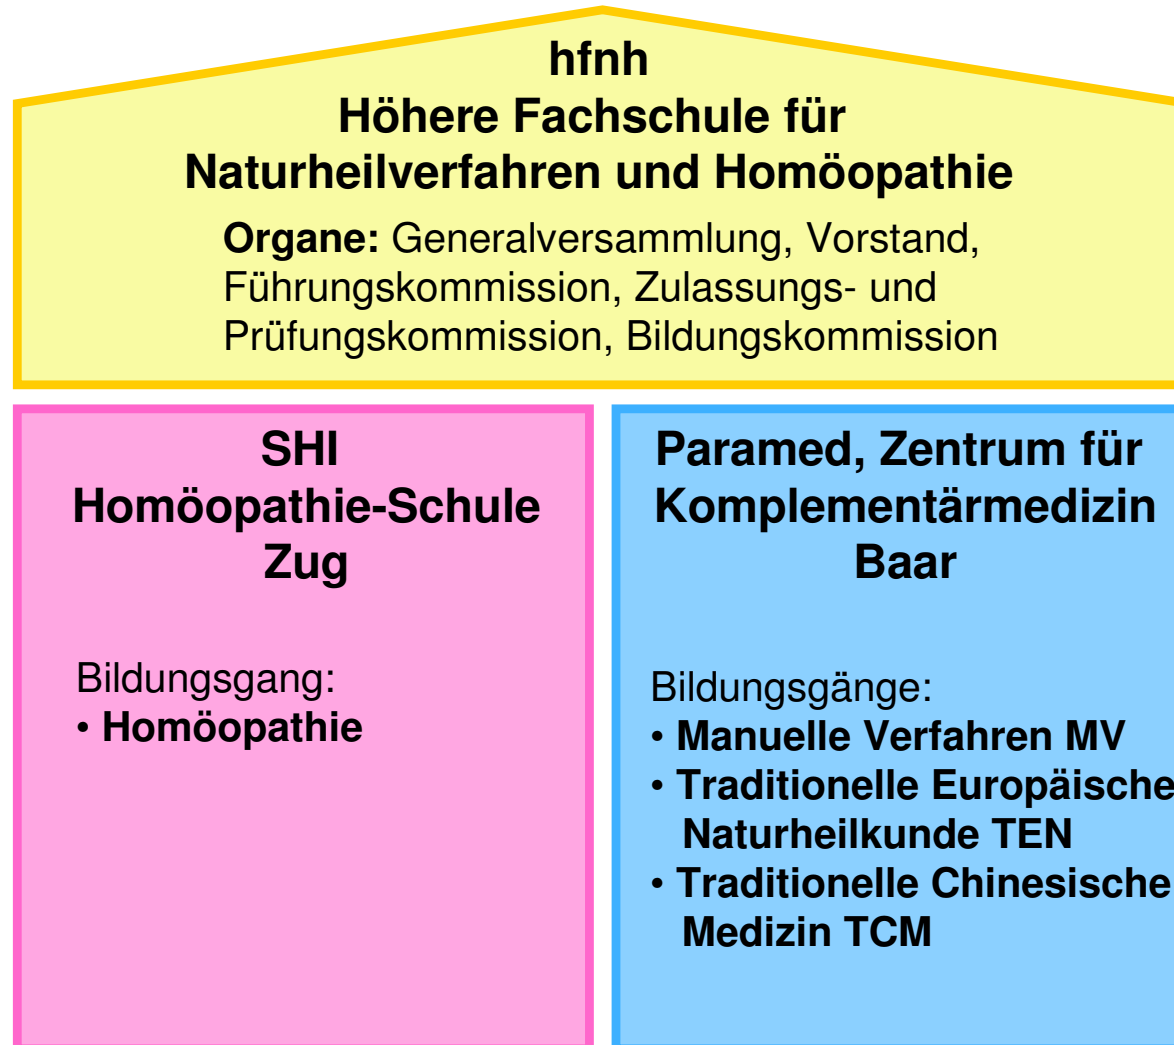 hfnh
Höhere Fachschule für
Naturheilverfahren und Homöopathie
Organe: Generalversammlung, Vorstand,
Führungskommission, Zulassungs- und
Prüfungskommission, Bildungskommission
SHI
Homöopathie-Schule
Zug
Bildungsgang:
• Homöopathie
Paramed, Zentrum für
Komplementärmedizin
Baar
Bildungsgänge:
• Manuelle Verfahren MV
• Traditionelle Europäische
Naturheilkunde TEN
• Traditionelle Chinesische
Medizin TCM